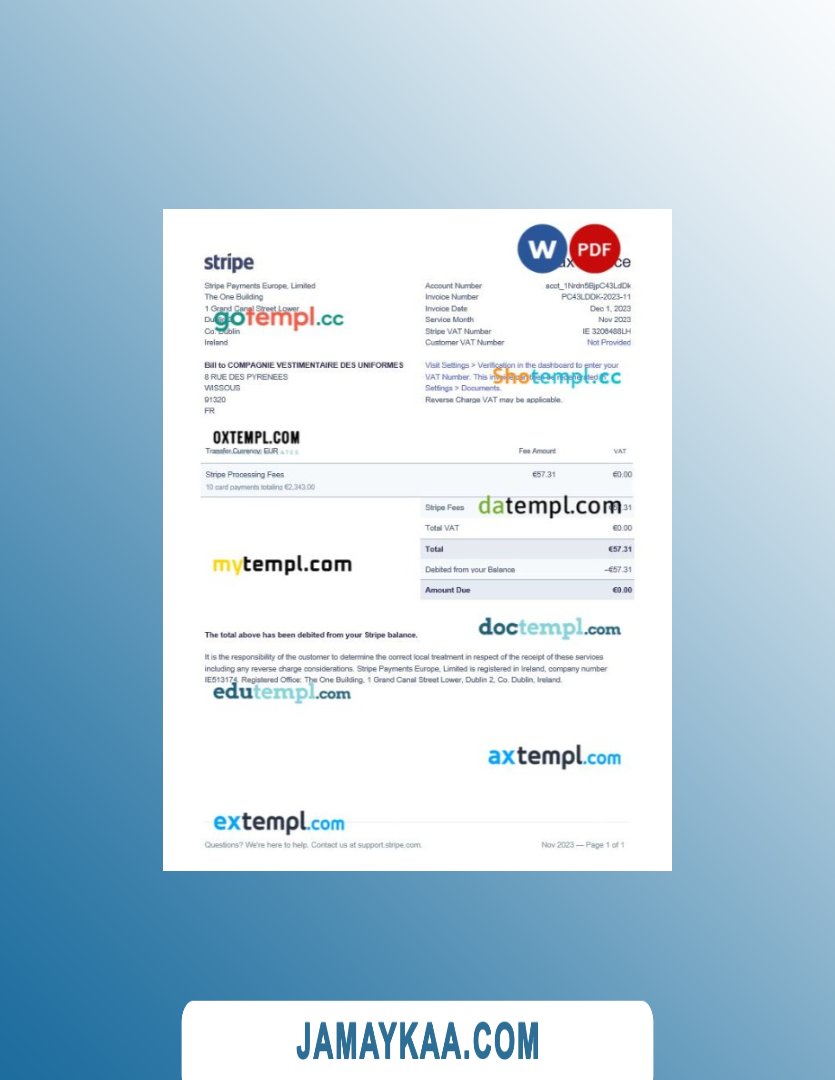 W PDF
stripe
Stripe Payments Europe, Limited
The One Building
1 Grand Canal Street Lower
Co. Dublin
Ireland
Account Number acct_1Nrdn5BjpC43LdDk
Invoice Number PC43LDDK-2023-11
Invoice Date Dec 1, 2023
Service Month Nov 2023
Stripe VAT Number IE 3206488LH
Customer VAT Number Not Provided
gotempl.cc
Bill to COMPAGNIE VESTIMENTAIRE DES UNIFORMES
8 RUE DES PYRENEES
WISSOUS
91320
FR
Visit Settings > Verification in the dashboard to enter your
VAT Number. This
Settings > Documents.
Reverse Charge VAT may be applicable.
Shotempl.cc
OXTEMPL.COM
Transfer Currency: EUR Fee Amount VAT
Stripe Processing Fees €57.31 €0.00
10 card payments totaling €2,343.00
Stripe Fees
datempl.com
Total VAT €0.00
Total €57.31
Debited from your Balance –€57.31
Amount Due €0.00
mytempl.com
doctempl.com
The total above has been debited from your Stripe balance.
It is the responsibility of the customer to determine the correct local treatment in respect of the receipt of these services
including any reverse charge considerations. Stripe Payments Europe, Limited is registered in Ireland, company number
IE513174. Registered Office: The One Building, 1 Grand Canal Street Lower, Dublin 2, Co. Dublin, Ireland.
edutempl.com
axtempl.com
extempl.com
Questions? We're here to help. Contact us at support.stripe.com. Nov 2023 — Page 1 of 1
JAMAYKAA.COM